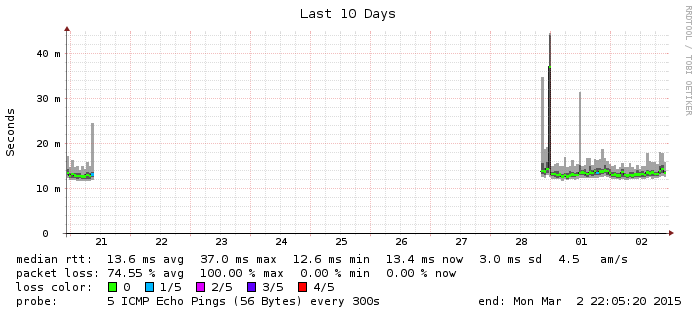 Last 10 Days
RRDTOOL / TOBI OETIKER
Seconds
40 m
30 m
20 m
10 m
0
21 22 23 24 25 26 27 28 01 02
median rtt: 13.6 ms avg 37.0 ms max 12.6 ms min 13.4 ms now 3.0 ms sd 4.5 am/s
packet loss: 74.55 % avg 100.00 % max 0.00 % min 0.00 % now
loss color: 0 1/5 2/5 3/5 4/5
probe: 5 ICMP Echo Pings (56 Bytes) every 300s end: Mon Mar 2 22:05:20 2015